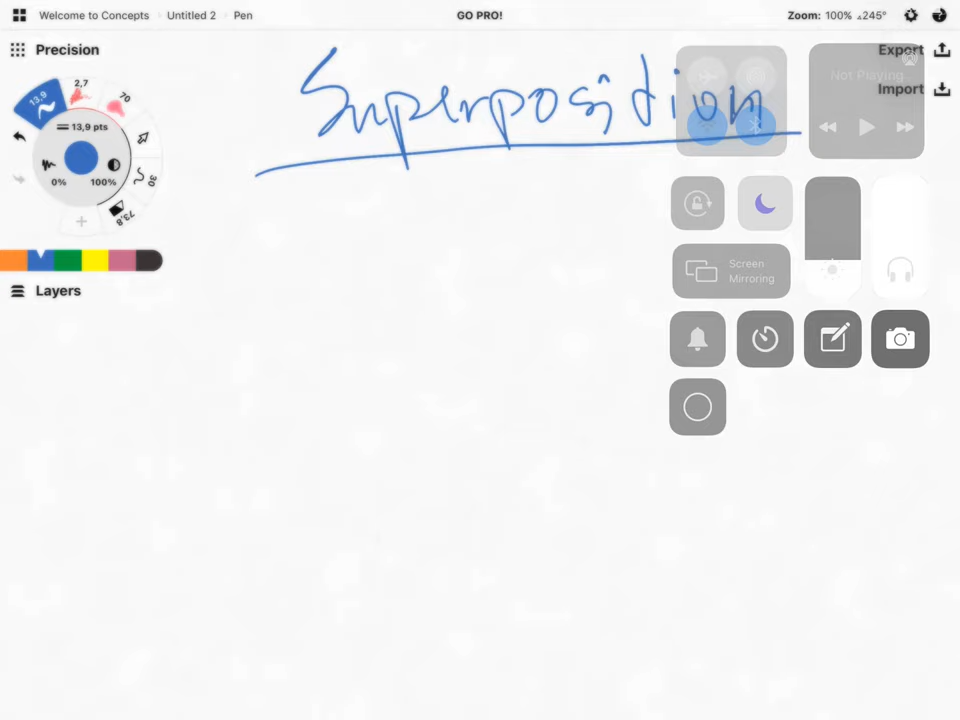 Welcome to Concepts › Untitled 2 › Pen
GO PRO!
Zoom: 100% ⊿245°
Precision
Export
Import
13,9
2,7
70
13,9 pts
0%
100%
30
73,8
Layers
Superposition
Not Playing
Screen
Mirroring